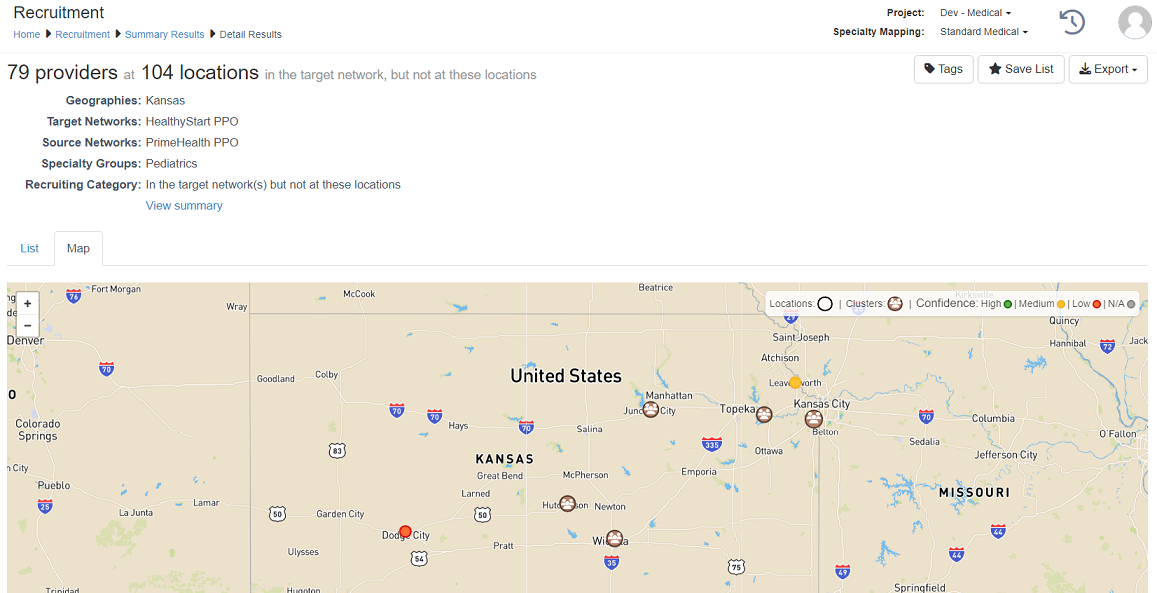 Recruitment
Project: Dev - Medical
Home Recruitment Summary Results Detail Results
Specialty Mapping: Standard Medical
79 providers at 104 locations in the target network, but not at these locations
Tags Save List Export
Geographies: Kansas
Target Networks: HealthyStart PPO
Source Networks: PrimeHealth PPO
Specialty Groups: Pediatrics
Recruiting Category: In the target network(s) but not at these locations
View summary
List Map
+
−
Locations: | Clusters: | Confidence: High | Medium | Low | N/A
Kirksville
Fort Morgan
76
Wray
McCook
Beatrice
29
Saint Joseph
Quincy
Hannibal
72
Jack
Denver
70
Atchison
Goodland
Colby
United States
Manhattan
Topeka
Kansas City
Belton
70
70
Hays
70
Salina
335
Ottawa
70
Columbia
Sedalia
O'Fallon
Jefferson City
Colorado
Springs
83
KANSAS
Great Bend
McPherson
Emporia
n City
Pueblo
25
La Junta
Lamar
50
Garden City
Larned
50
Newton
MISSOURI
Ulysses
54
Pratt
35
75
49
44
44
Springfield
Trinidad
Hugoton